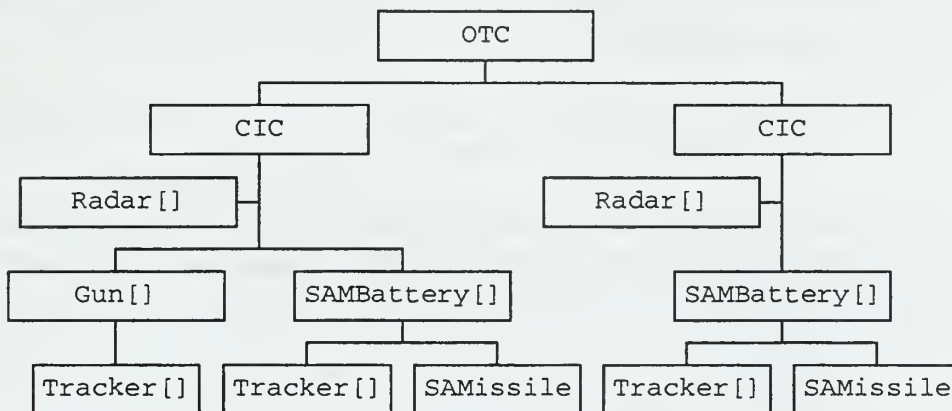 OTC
CIC
CIC
Radar[]
Radar[]
Gun[]
SAMBattery[]
SAMBattery[]
Tracker[]
Tracker[]
SAMissile
Tracker[]
SAMissile